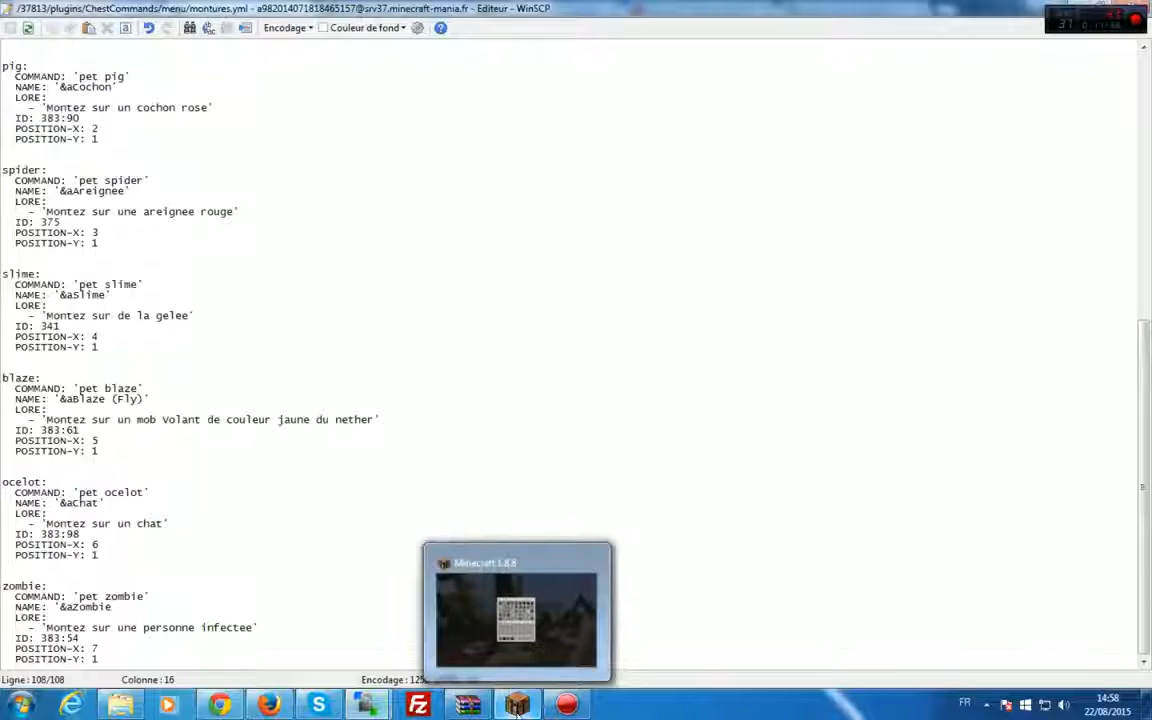 /37813/plugins/ChestCommands/menu/montures.yml - a982014071818465157@srv37.minecraft-mania.fr - Editeur - WinSCP
Encodage Couleur de fond
pig:
COMMAND: 'pet pig'
NAME: '&aCochon'
LORE:
- 'Montez sur un cochon rose'
ID: 383:90
POSITION-X: 2
POSITION-Y: 1
spider:
COMMAND: 'pet spider'
NAME: '&aAreignee'
LORE:
- 'Montez sur une areignee rouge'
ID: 375
POSITION-X: 3
POSITION-Y: 1
slime:
COMMAND: 'pet slime'
NAME: '&aSlime'
LORE:
- 'Montez sur de la gelee'
ID: 341
POSITION-X: 4
POSITION-Y: 1
blaze:
COMMAND: 'pet blaze'
NAME: '&aBlaze (Fly)'
LORE:
- 'Montez sur un mob Volant de couleur jaune du nether'
ID: 383:61
POSITION-X: 5
POSITION-Y: 1
ocelot:
COMMAND: 'pet ocelot'
NAME: '&aChat'
LORE:
- 'Montez sur un chat'
ID: 383:98
POSITION-X: 6
POSITION-Y: 1
zombie:
COMMAND: 'pet zombie'
NAME: '&aZombie
LORE:
- 'Montez sur une personne infectee'
ID: 383:54
POSITION-X: 7
POSITION-Y: 1
Minecraft 1.8.8
Ligne : 108/108 Colonne : 16 Encodage : 125
FR 14:58
22/08/2015